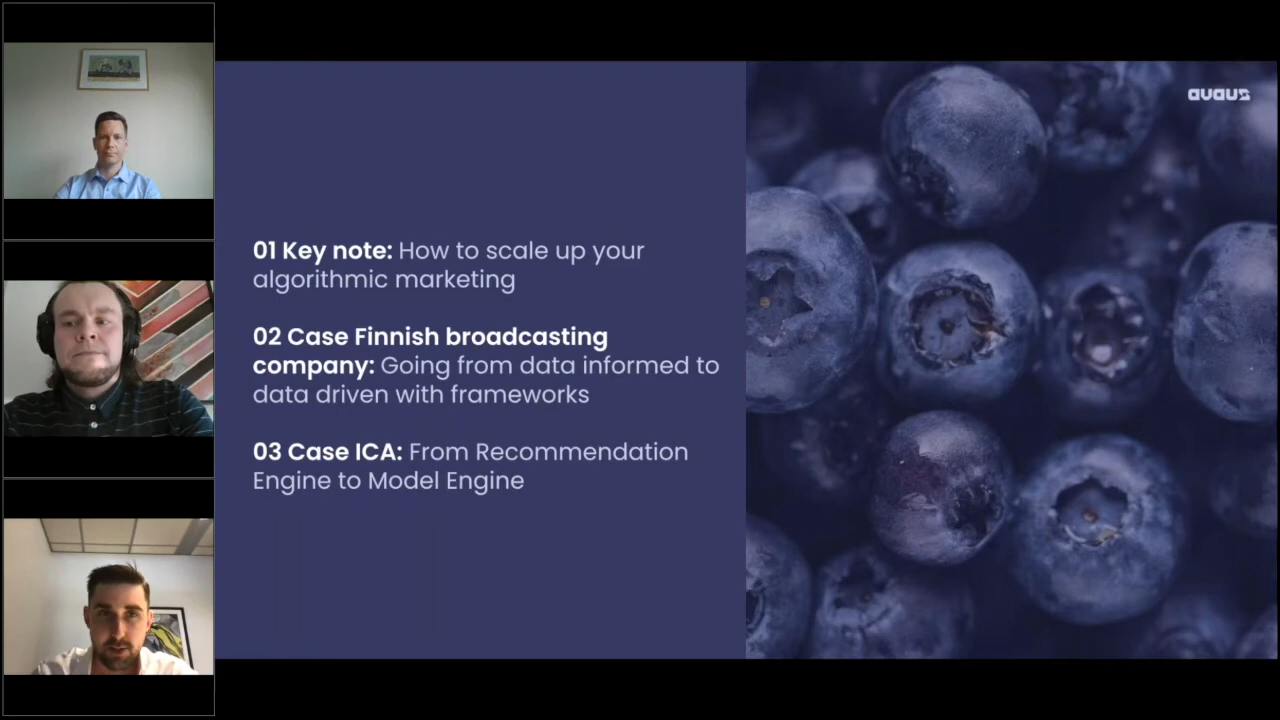 avaus
01 Key note: How to scale up your
algorithmic marketing
02 Case Finnish broadcasting
company: Going from data informed to
data driven with frameworks
03 Case ICA: From Recommendation
Engine to Model Engine